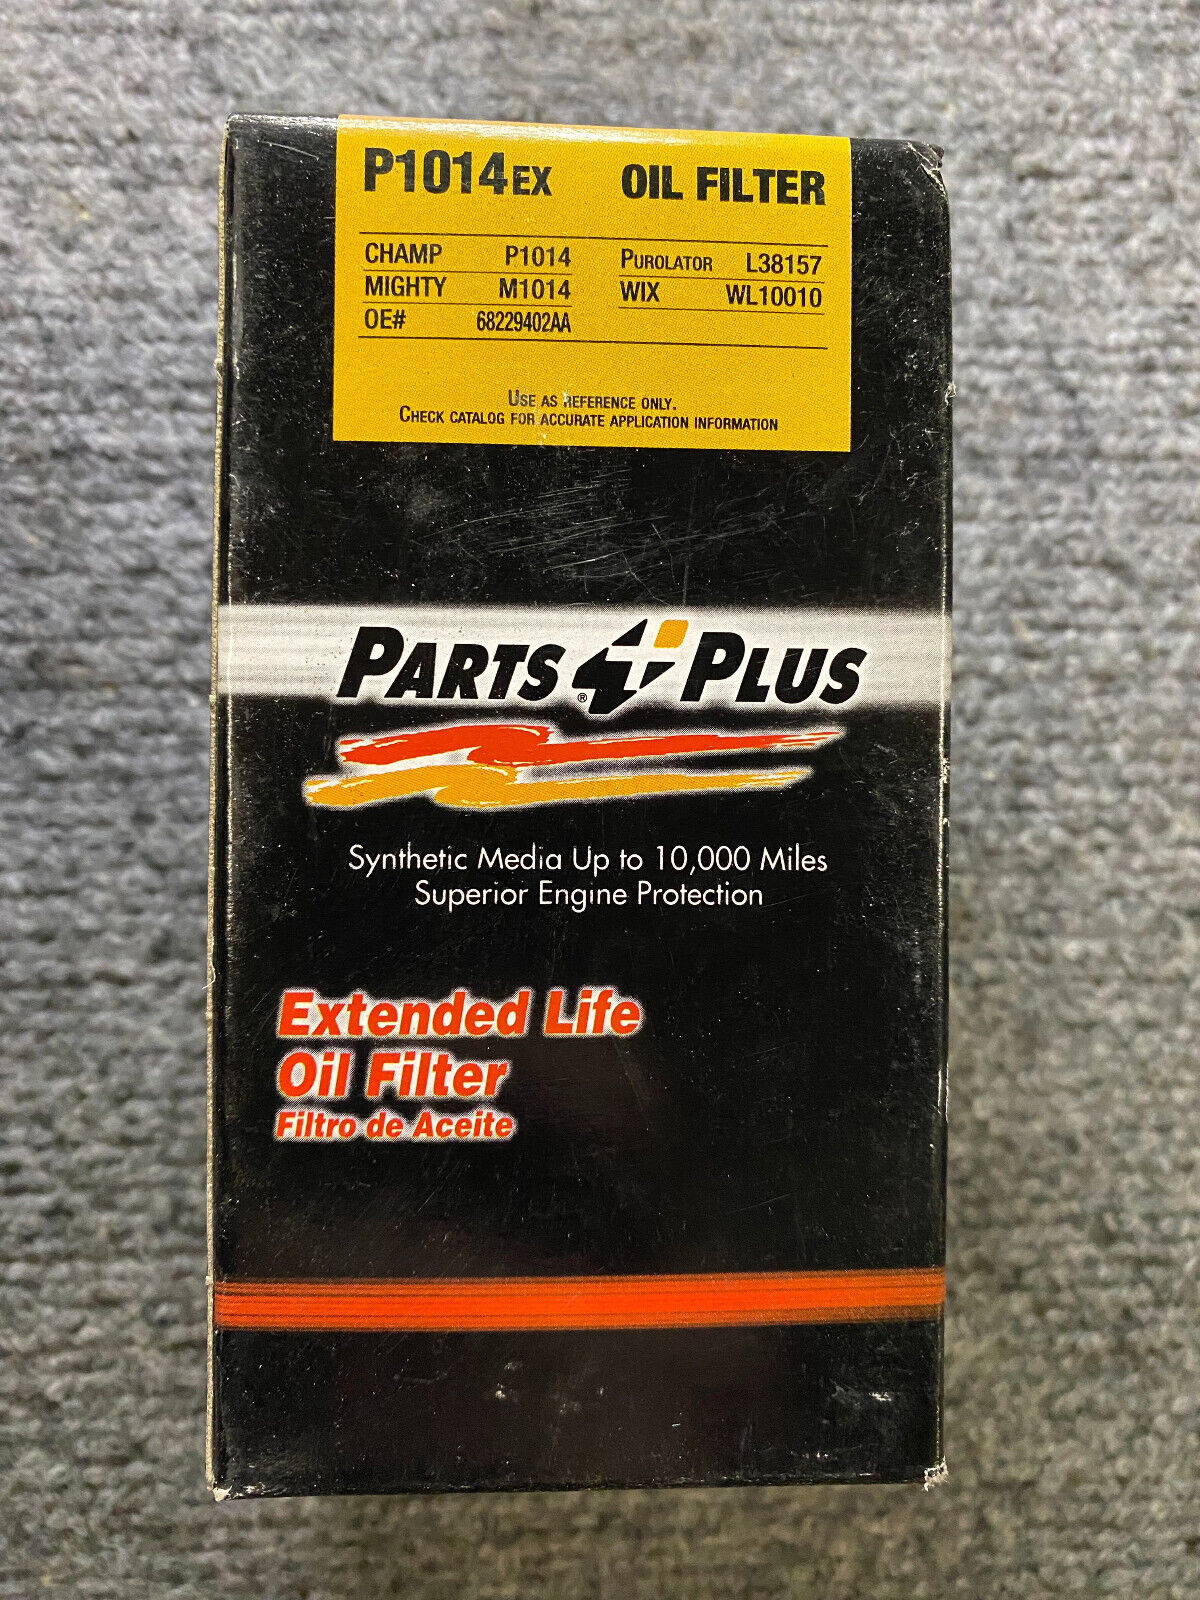 P1014EX OIL FILTER
CHAMP P1014 PUROLATOR L38157
MIGHTY M1014 WIX WL10010
OE# 68229402AA
USE AS REFERENCE ONLY.
CHECK CATALOG FOR ACCURATE APPLICATION INFORMATION
PARTS PLUS
®
Synthetic Media Up to 10,000 Miles
Superior Engine Protection
Extended Life
Oil Filter
Filtro de Aceite